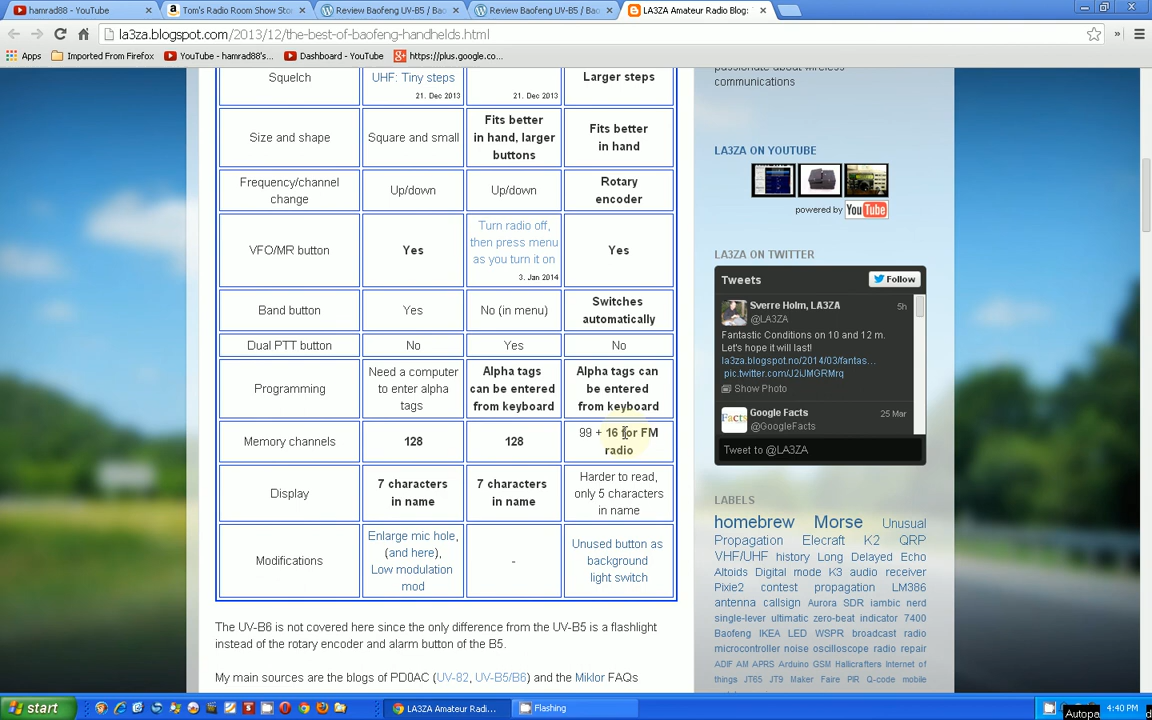 hamrad88 - YouTube
Tom's Radio Room Show Sto
Review Baofeng UV-B5 / Bao
Review Baofeng UV-B5 / Bao
LA3ZA Amateur Radio Blog:
la3za.blogspot.com/2013/12/the-best-of-baofeng-handhelds.html
Apps
Imported From Firefox
YouTube - hamrad88's...
Dashboard - YouTube
https://plus.google.co...
Squelch
UHF: Tiny steps
21. Dec 2013
21. Dec 2013
Larger steps
Size and shape
Square and small
Fits better
in hand, larger
buttons
Fits better
in hand
Frequency/channel
change
Up/down
Up/down
Rotary
encoder
VFO/MR button
Yes
Turn radio off,
then press menu
as you turn it on
3. Jan 2014
Yes
Band button
Yes
No (in menu)
Switches
automatically
Dual PTT button
No
Yes
No
Programming
Need a computer
to enter alpha
tags
Alpha tags
can be entered
from keyboard
Alpha tags can
be entered
from keyboard
Memory channels
128
128
99 + 16 for FM
radio
Display
7 characters
in name
7 characters
in name
Harder to read,
only 5 characters
in name
Modifications
Enlarge mic hole,
(and here),
Low modulation
mod
-
Unused button as
background
light switch
The UV-B6 is not covered here since the only difference from the UV-B5 is a flashlight
instead of the rotary encoder and alarm button of the B5.
My main sources are the blogs of PD0AC (UV-82, UV-B5/B6) and the Miklor FAQs
passionate about wireless
communications
LA3ZA ON YOUTUBE
powered by YouTube
LA3ZA ON TWITTER
Tweets
Follow
Sverre Holm, LA3ZA
5h
@LA3ZA
Fantastic Conditions on 10 and 12 m.
Let's hope it will last!
la3za.blogspot.no/2014/03/fantas...
pic.twitter.com/J2iJMGRMrq
Show Photo
Facts
Google Facts
25 Mar
@GoogleFacts
Tweet to @LA3ZA
LABELS
homebrew Morse Unusual
Propagation Elecraft K2 QRP
VHF/UHF history Long Delayed Echo
Altoids Digital mode K3 audio receiver
Pixie2 contest propagation LM386
antenna callsign Aurora SDR iambic nerd
single-lever ultimatic zero-beat indicator 7400
Baofeng IKEA LED WSPR broadcast radio
microcontroller noise oscilloscope radio repair
ADIF AM APRS Arduino GSM Hallicrafters Internet of
things JT65 JT9 Maker Faire PIR Q-code mobile
start
LA3ZA Amateur Radi...
Flashing
4:40 PM
Autopa